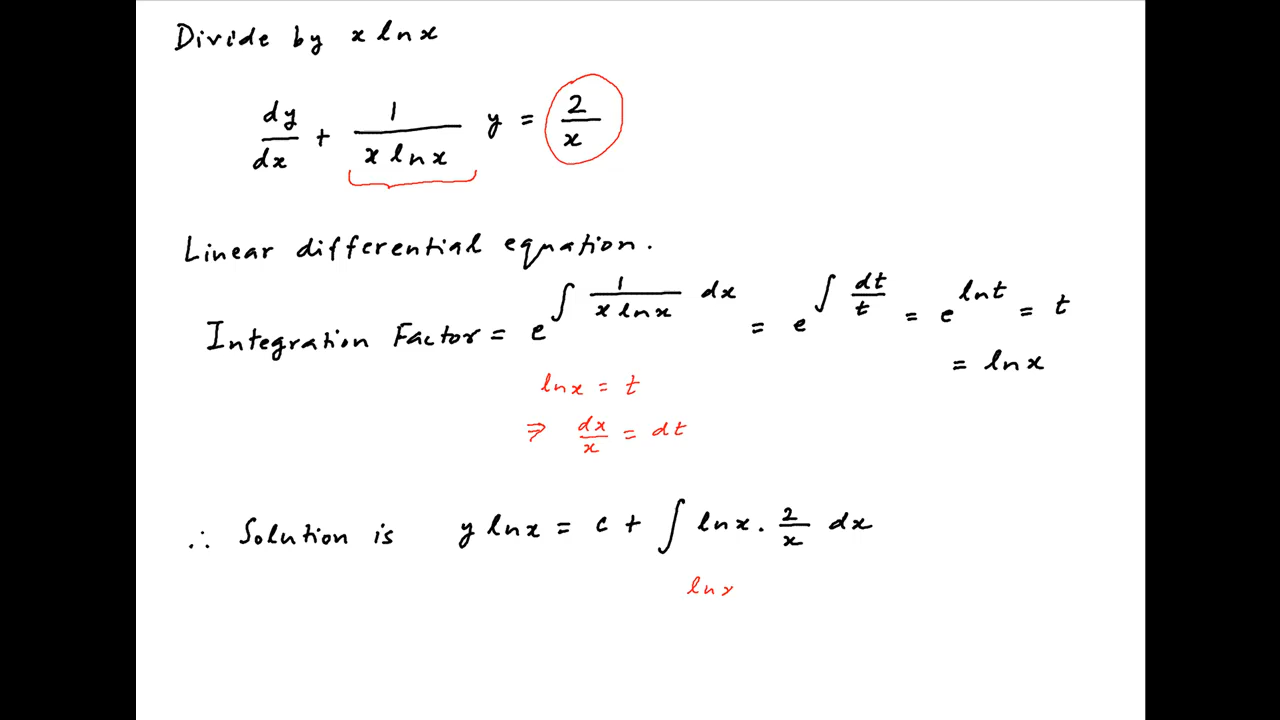 Divide by x ln x
dy/dx + 1/(x ln x) y = 2/x
Linear differential equation.
Integration Factor = e^(∫ 1/(x ln x) dx) = e^(∫ dt/t) = e^(ln t) = t
= ln x
ln x = t
⇒ dx/x = dt
∴ Solution is y ln x = c + ∫ ln x . 2/x dx
ln x